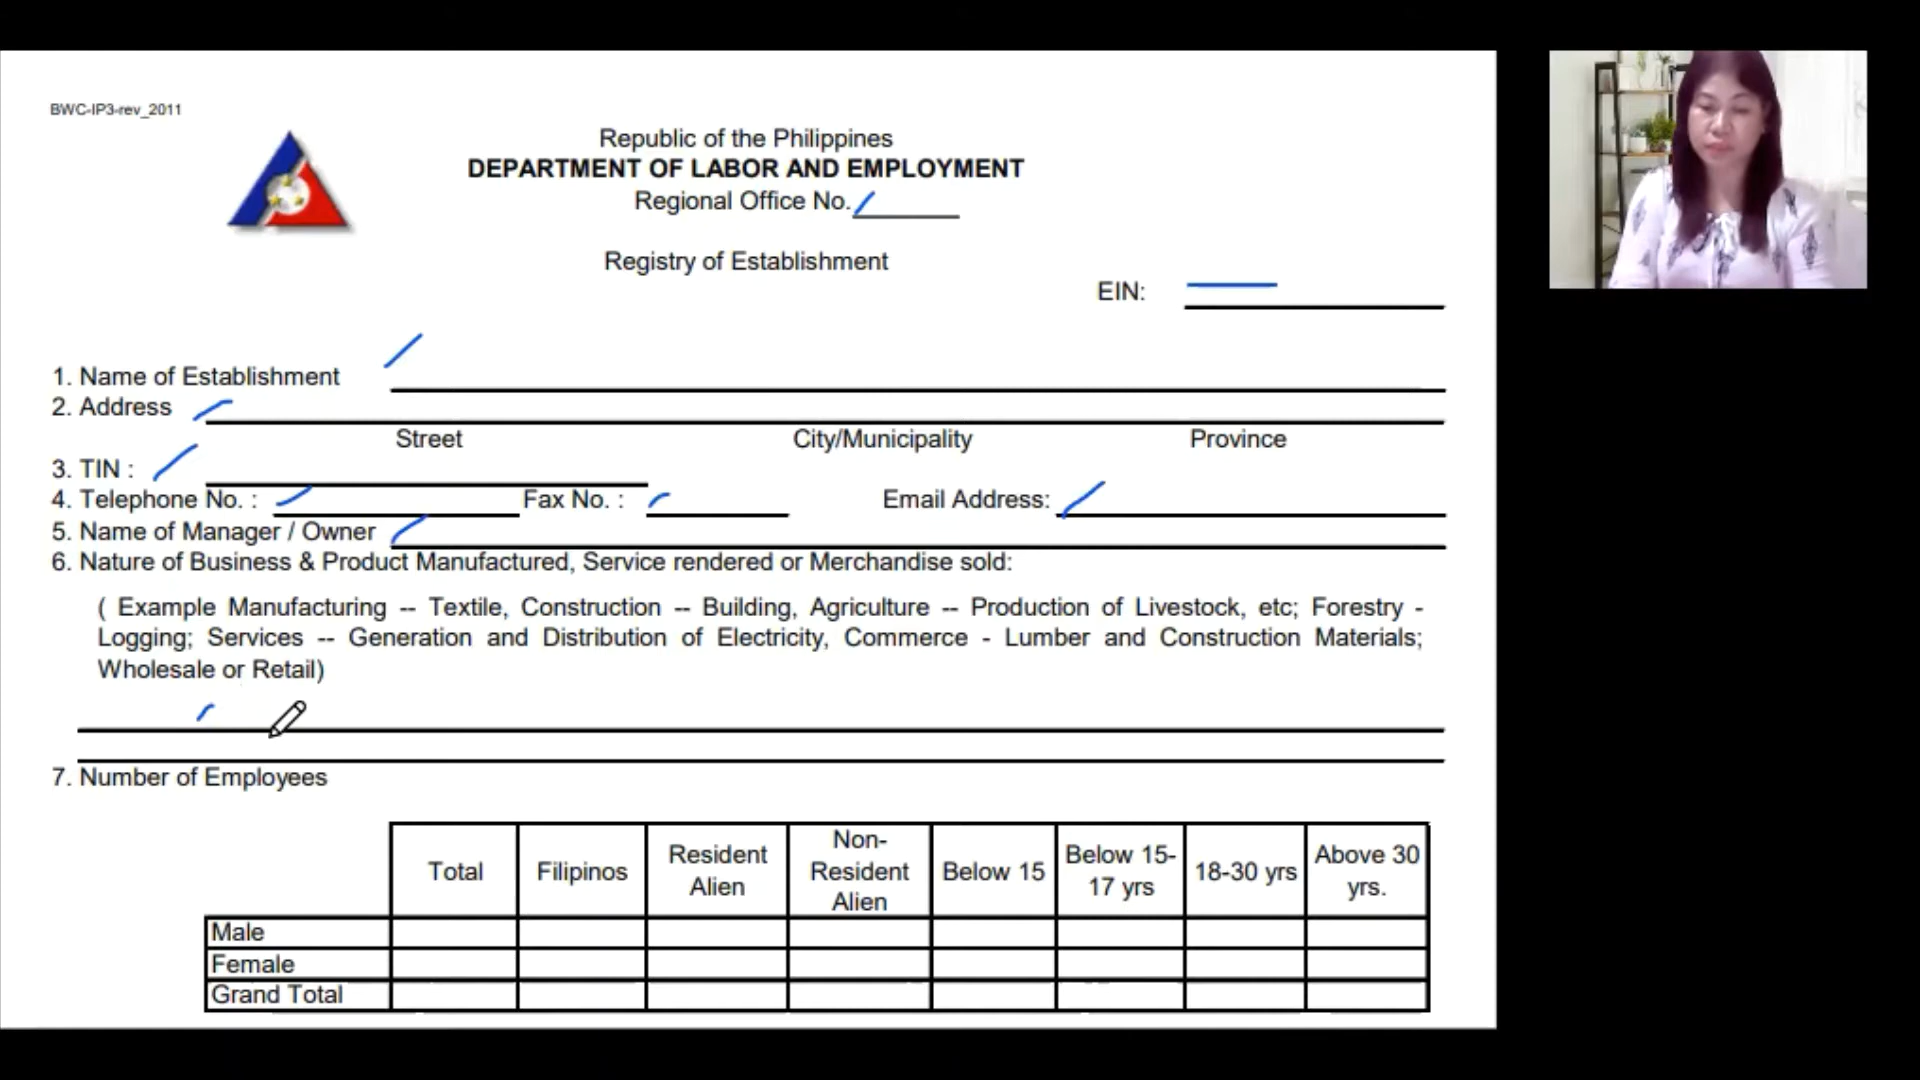 BWC-IP3-rev_2011
Republic of the Philippines
DEPARTMENT OF LABOR AND EMPLOYMENT
Regional Office No.
Registry of Establishment
EIN:
1. Name of Establishment
2. Address
Street City/Municipality Province
3. TIN :
4. Telephone No. : Fax No. : Email Address:
5. Name of Manager / Owner
6. Nature of Business & Product Manufactured, Service rendered or Merchandise sold:
( Example Manufacturing -- Textile, Construction -- Building, Agriculture -- Production of Livestock, etc; Forestry -
Logging; Services -- Generation and Distribution of Electricity, Commerce - Lumber and Construction Materials;
Wholesale or Retail)
7. Number of Employees
Total Filipinos Resident Alien Non-Resident Alien Below 15 Below 15-17 yrs 18-30 yrs Above 30 yrs.
Male
Female
Grand Total